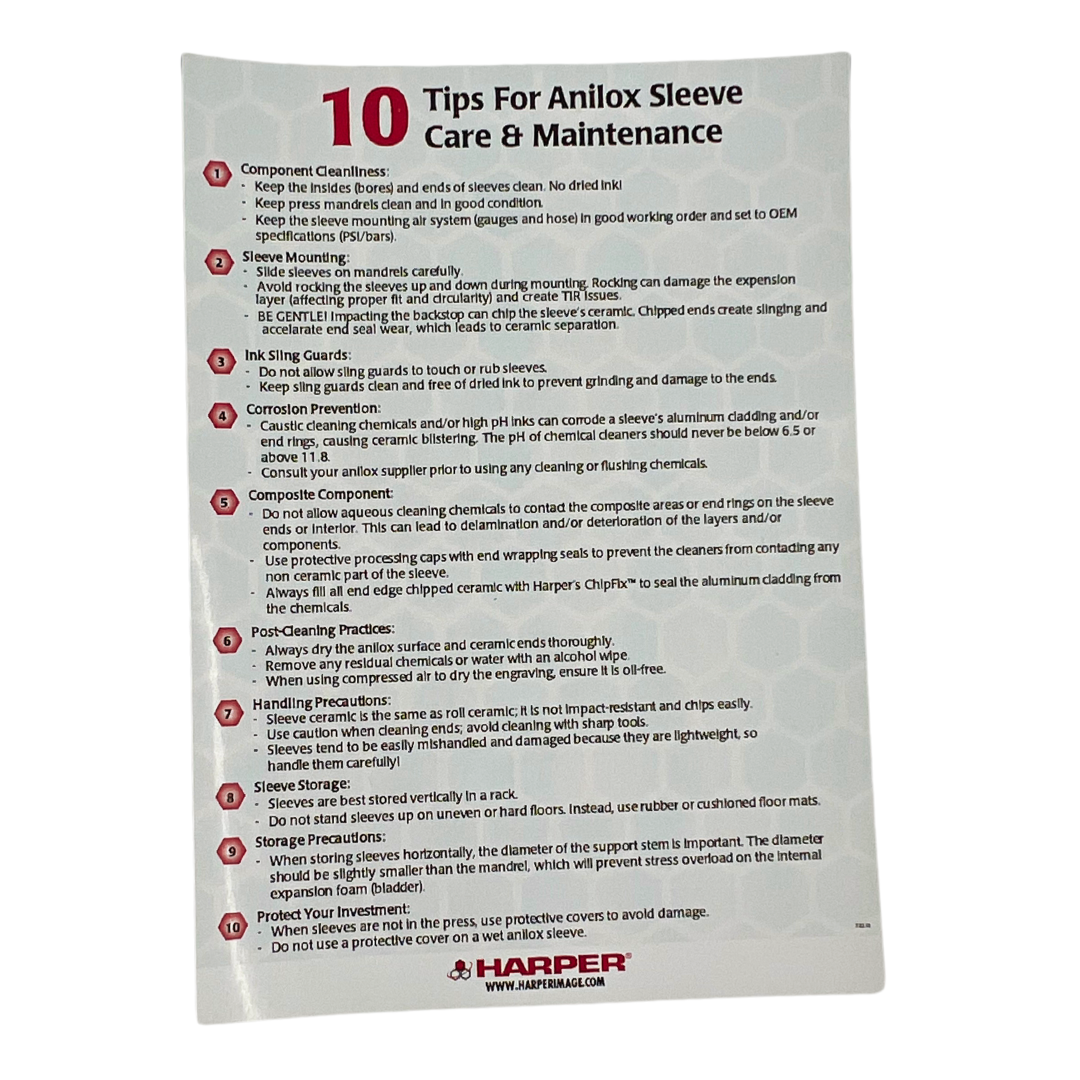 10 Tips For Anilox Sleeve
Care & Maintenance
1 Component Cleanliness:
- Keep the insides (bores) and ends of sleeves clean. No dried ink!
- Keep press mandrels clean and in good condition.
- Keep the sleeve mounting air system (gauges and hose) in good working order and set to OEM
specifications (PSI/bars).
2 Sleeve Mounting:
- Slide sleeves on mandrels carefully.
- Avoid rocking the sleeves up and down during mounting. Rocking can damage the expension
layer (affecting proper fit and circularity) and create TIR issues.
- BE GENTLE! Impacting the backstop can chip the sleeve's ceramic. Chipped ends create slinging and
accelarate end seal wear, which leads to ceramic separation.
3 Ink Sling Guards:
- Do not allow sling guards to touch or rub sleeves.
- Keep sling guards clean and free of dried ink to prevent grinding and damage to the ends.
4 Corrosion Prevention:
- Caustic cleaning chemicals and/or high pH inks can corrode a sleeve's aluminum cladding and/or
end rings, causing ceramic blistering. The pH of chemical cleaners should never be below 6.5 or
above 11.8.
- Consult your anilox supplier prior to using any cleaning or flushing chemicals.
5 Composite Component:
- Do not allow aqueous cleaning chemicals to contact the composite areas or end rings on the sleeve
ends or interior. This can lead to delamination and/or deterioration of the layers and/or
components.
- Use protective processing caps with end wrapping seals to prevent the cleaners from contacting any
non ceramic part of the sleeve.
- Always fill all end edge chipped ceramic with Harper's ChipFix™ to seal the aluminum cladding from
the chemicals.
6 Post-Cleaning Practices:
- Always dry the anilox surface and ceramic ends thoroughly.
- Remove any residual chemicals or water with an alcohol wipe.
- When using compressed air to dry the engraving, ensure it is oil-free.
7 Handling Precautions:
- Sleeve ceramic is the same as roll ceramic; it is not impact-resistant and chips easily.
- Use caution when cleaning ends; avoid cleaning with sharp tools.
- Sleeves tend to be easily mishandled and damaged because they are lightweight, so
handle them carefully!
8 Sleeve Storage:
- Sleeves are best stored vertically in a rack.
- Do not stand sleeves up on uneven or hard floors. Instead, use rubber or cushioned floor mats.
9 Storage Precautions:
- When storing sleeves horizontally, the diameter of the support stem is important. The diameter
should be slightly smaller than the mandrel, which will prevent stress overload on the internal
expansion foam (bladder).
10 Protect Your Investment:
- When sleeves are not in the press, use protective covers to avoid damage.
- Do not use a protective cover on a wet anilox sleeve.
HARPER®
WWW.HARPERIMAGE.COM